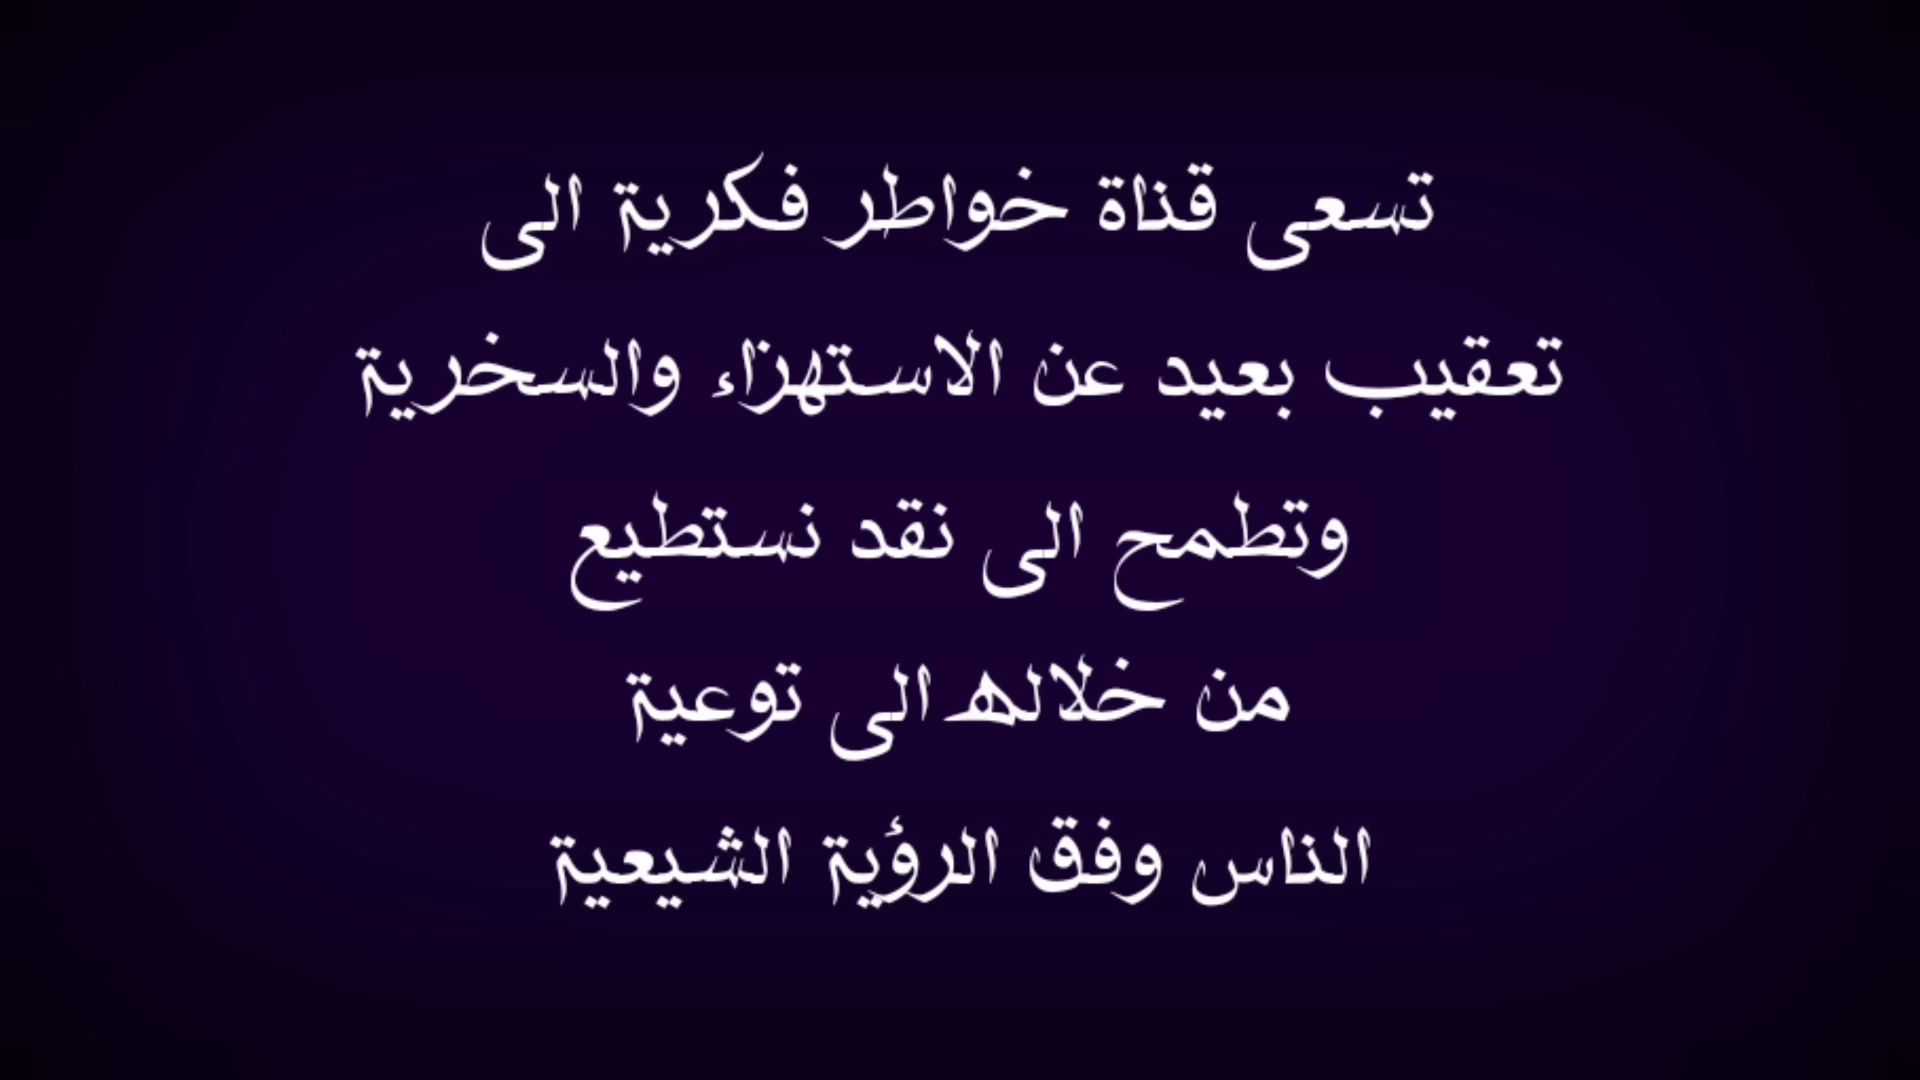 تسعى قناة خواطر فكرية الى
تعقيب بعيد عن الاستهزاء والسخرية
وتطمح الى نقد نستطيع
من خلاله الى توعية
الناس وفق الرؤية الشيعية